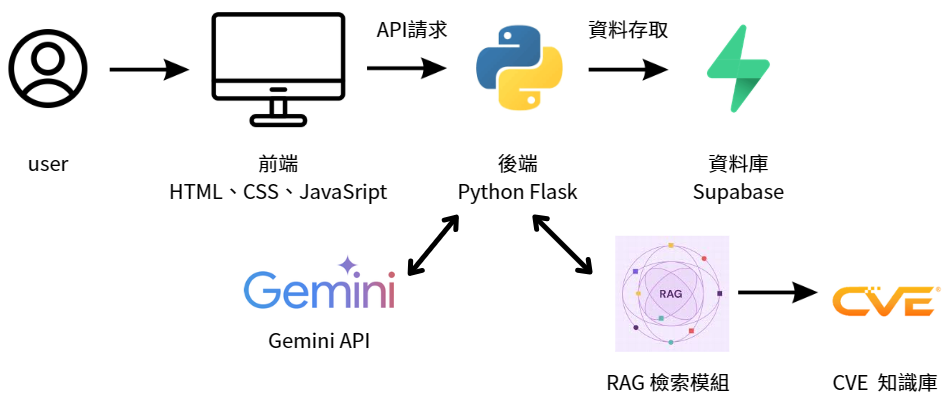 API請求
資料存取
user
前端
HTML、CSS、JavaSript
後端
Python Flask
資料庫
Supabase
Gemini
Gemini API
RAG
RAG 檢索模組
CVE®
CVE 知識庫